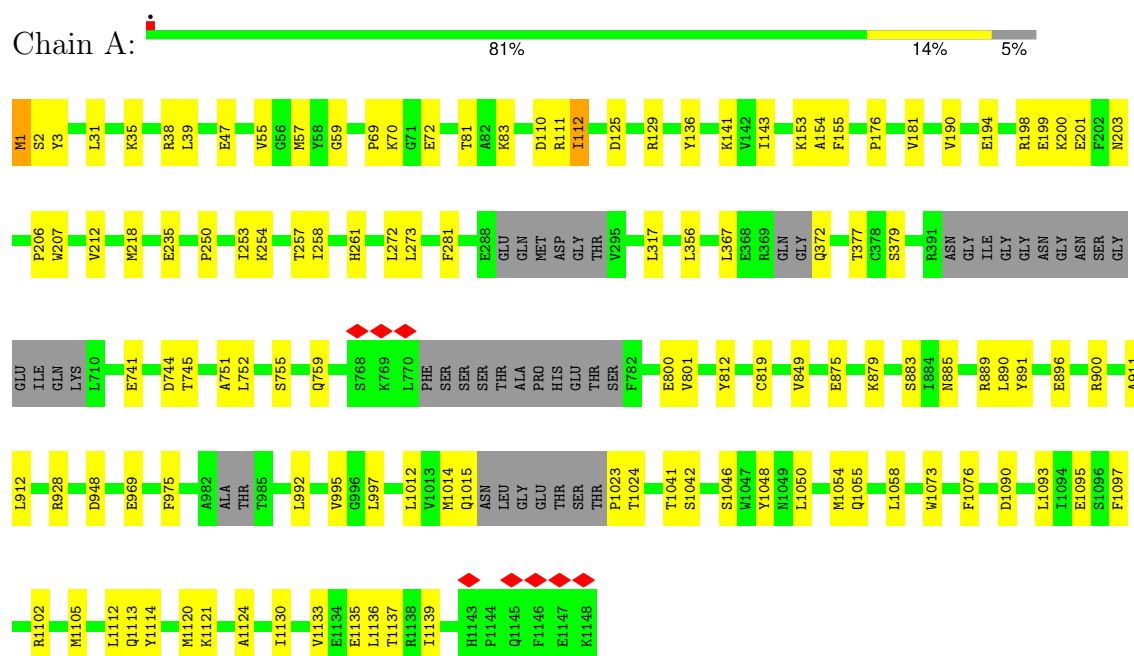 Chain A:
81% 14% 5%
M1 S2 Y3 L31 K35 R38 L39 E47 V55 G56 M57 Y58 G59 P69 K70 G71 E72 T81 A82 K83 D110 R111 I112 D125 R129 Y136 K141 V142 I143 K153 A154 F155 P176 V181 V190 E194 R198 E199 K200 E201 F202 N203
P206 W207 V212 M218 E235 P250 I253 K254 T257 I258 H261 L272 L273 F281 E288 GLU GLN MET ASP GLY THR V295 L317 L356 L367 E368 R369 GLN GLY Q372 T377 C378 S379 R391 ASN GLY ILE GLY GLY ASN GLY ASN SER GLY
GLU ILE GLN LYS L710 E741 D744 T745 A751 L752 S755 Q759 S768 K769 L770 PHE SER SER SER THR ALA PRO HIS GLU THR SER F782 E800 V801 Y812 C819 V849 E875 K879 S883 I884 N885 R889 L890 Y891 E896 R900 A911
L912 R928 D948 E969 F975 A982 ALA THR T985 L992 V995 G996 L997 L1012 V1013 M1014 Q1015 ASN LEU GLY GLU THR SER THR P1023 T1024 T1041 S1042 S1046 W1047 Y1048 N1049 L1050 M1054 Q1055 L1058 W1073 F1076 D1090 L1093 I1094 E1095 S1096 F1097
R1102 M1105 L1112 Q1113 Y1114 M1120 K1121 A1124 I1130 V1133 E1134 E1135 L1136 T1137 R1138 I1139 H1143 P1144 Q1145 F1146 E1147 K1148